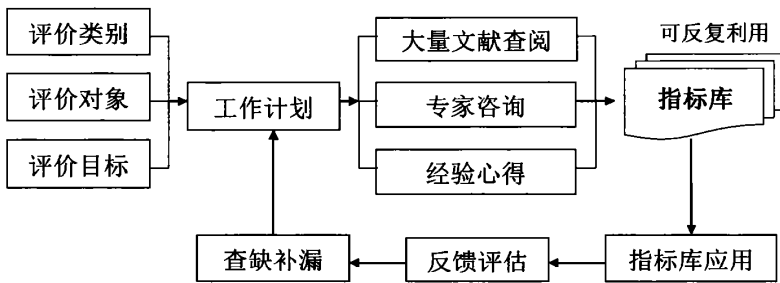 评价类别
评价对象
评价目标
工作计划
大量文献查阅
专家咨询
经验心得
可反复利用
指标库
查缺补漏
反馈评估
指标库应用